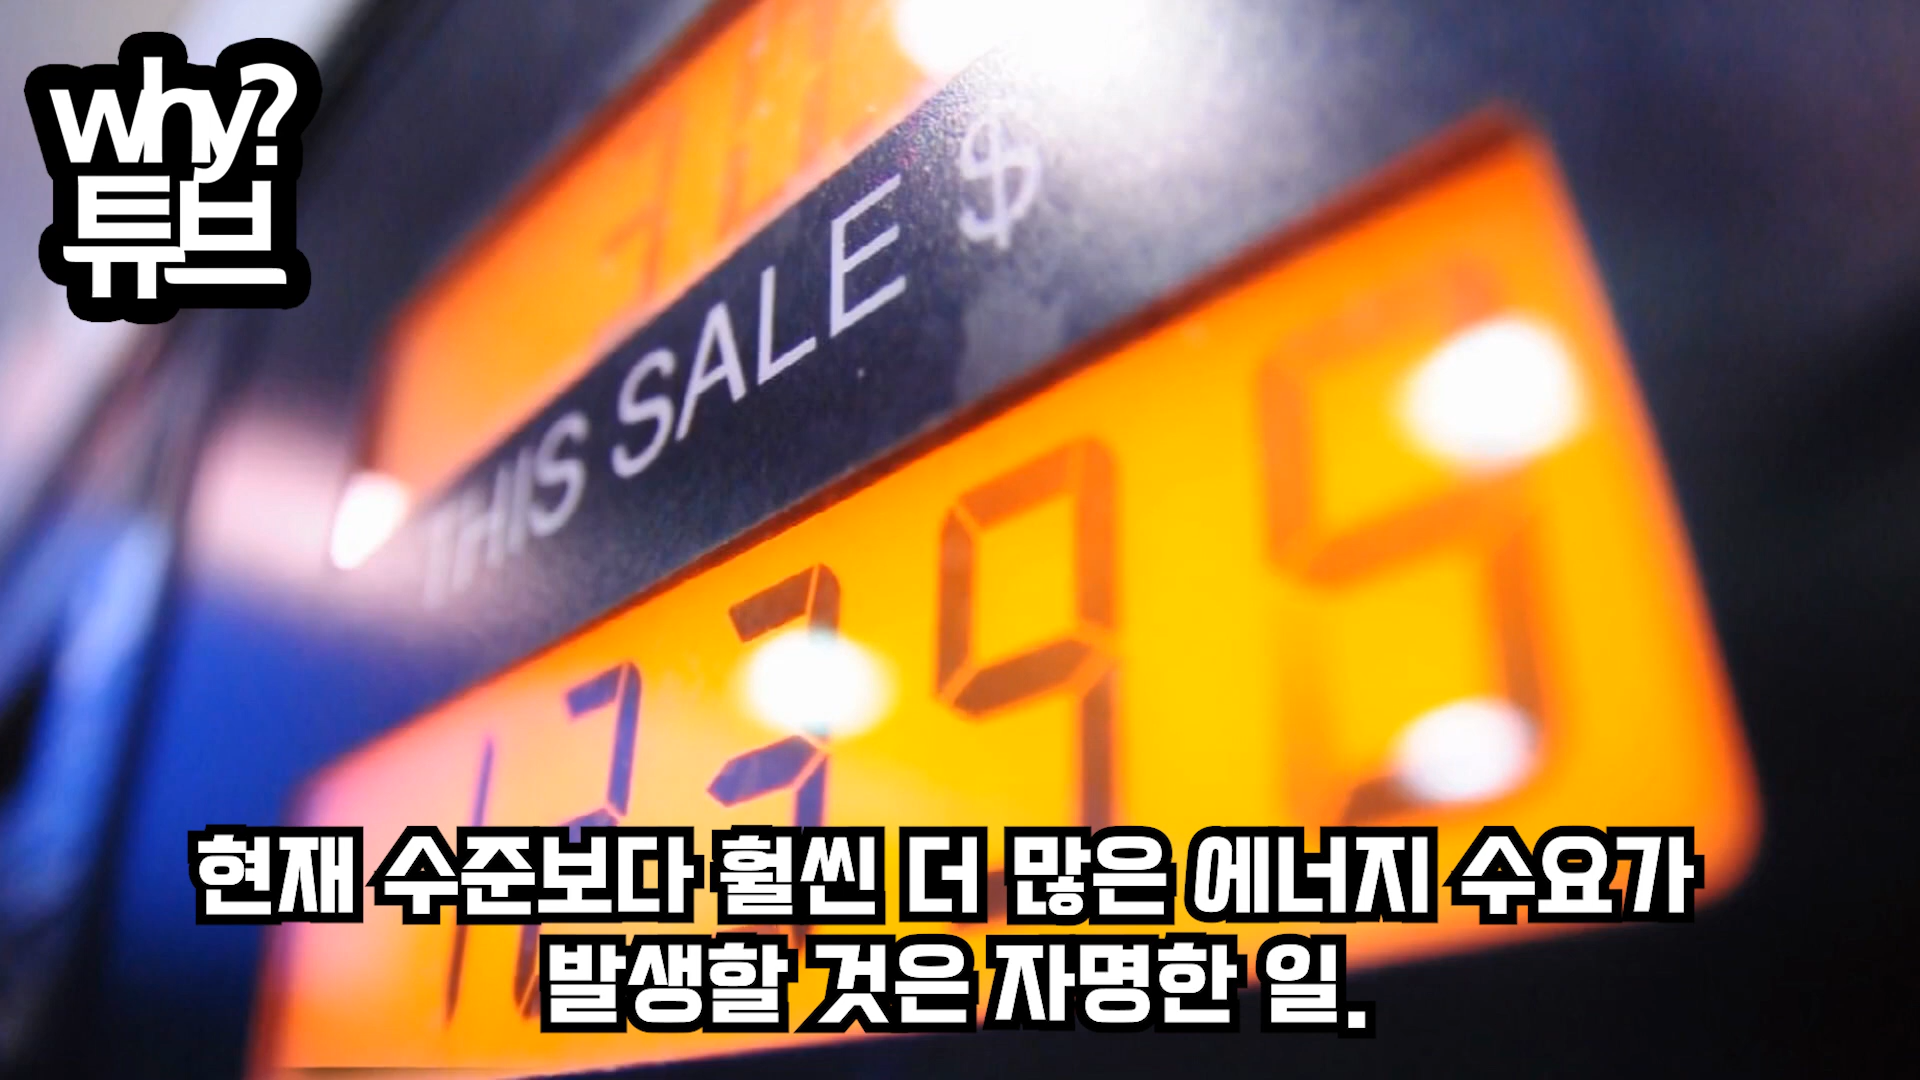 why?
튜브
THIS SALE $
현재 수준보다 훨씬 더 많은 에너지 수요가
발생할 것은 자명한 일.